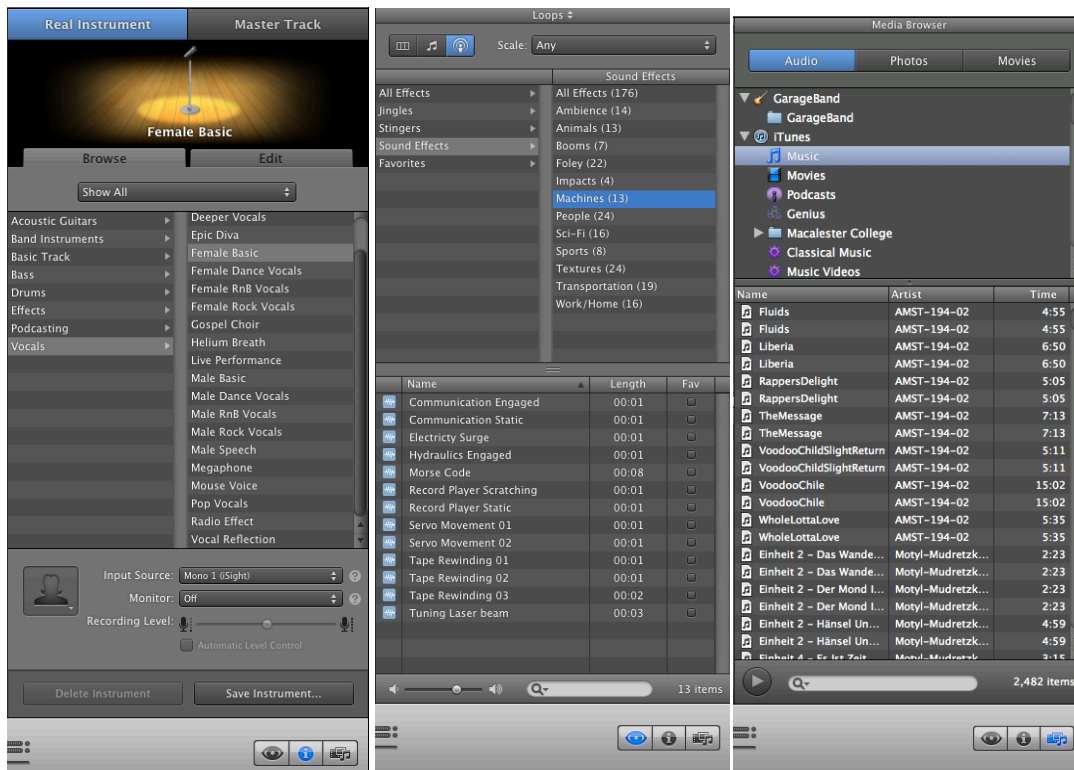 Real Instrument Master Track
Female Basic
Browse Edit
Show All
Acoustic Guitars
Band Instruments
Basic Track
Bass
Drums
Effects
Podcasting
Vocals
Deeper Vocals
Epic Diva
Female Basic
Female Dance Vocals
Female RnB Vocals
Female Rock Vocals
Gospel Choir
Helium Breath
Live Performance
Male Basic
Male Dance Vocals
Male RnB Vocals
Male Rock Vocals
Male Speech
Megaphone
Mouse Voice
Pop Vocals
Radio Effect
Vocal Reflection
Input Source: Mono 1 (iSight) ?
Monitor: Off ?
Recording Level:
Automatic Level Control
Delete Instrument Save Instrument...
Loops
Scale: Any
Sound Effects
All Effects
Jingles
Stingers
Sound Effects
Favorites
All Effects (176)
Ambience (14)
Animals (13)
Booms (7)
Foley (22)
Impacts (4)
Machines (13)
People (24)
Sci-Fi (16)
Sports (8)
Textures (24)
Transportation (19)
Work/Home (16)
Name Length Fav
Communication Engaged 00:01
Communication Static 00:01
Electricty Surge 00:01
Hydraulics Engaged 00:01
Morse Code 00:08
Record Player Scratching 00:01
Record Player Static 00:01
Servo Movement 01 00:01
Servo Movement 02 00:01
Tape Rewinding 01 00:01
Tape Rewinding 02 00:01
Tape Rewinding 03 00:02
Tuning Laser beam 00:03
13 items
Media Browser
Audio Photos Movies
GarageBand
GarageBand
iTunes
Music
Movies
Podcasts
Genius
Macalester College
Classical Music
Music Videos
Name Artist Time
Fluids AMST-194-02 4:55
Fluids AMST-194-02 4:55
Liberia AMST-194-02 6:50
Liberia AMST-194-02 6:50
RappersDelight AMST-194-02 5:05
RappersDelight AMST-194-02 5:05
TheMessage AMST-194-02 7:13
TheMessage AMST-194-02 7:13
VoodooChildSlightReturn AMST-194-02 5:11
VoodooChildSlightReturn AMST-194-02 5:11
VoodooChile AMST-194-02 15:02
VoodooChile AMST-194-02 15:02
WholeLottaLove AMST-194-02 5:35
WholeLottaLove AMST-194-02 5:35
Einheit 2 - Das Wande... Motyl-Mudretzk... 2:23
Einheit 2 - Das Wande... Motyl-Mudretzk... 2:23
Einheit 2 - Der Mond I... Motyl-Mudretzk... 2:23
Einheit 2 - Der Mond I... Motyl-Mudretzk... 2:23
Einheit 2 - Hänsel Un... Motyl-Mudretzk... 4:59
Einheit 2 - Hänsel Un... Motyl-Mudretzk... 4:59
Einheit 4 - Es Ist Zeit Motyl-Mudretzk 3:15
2,482 items